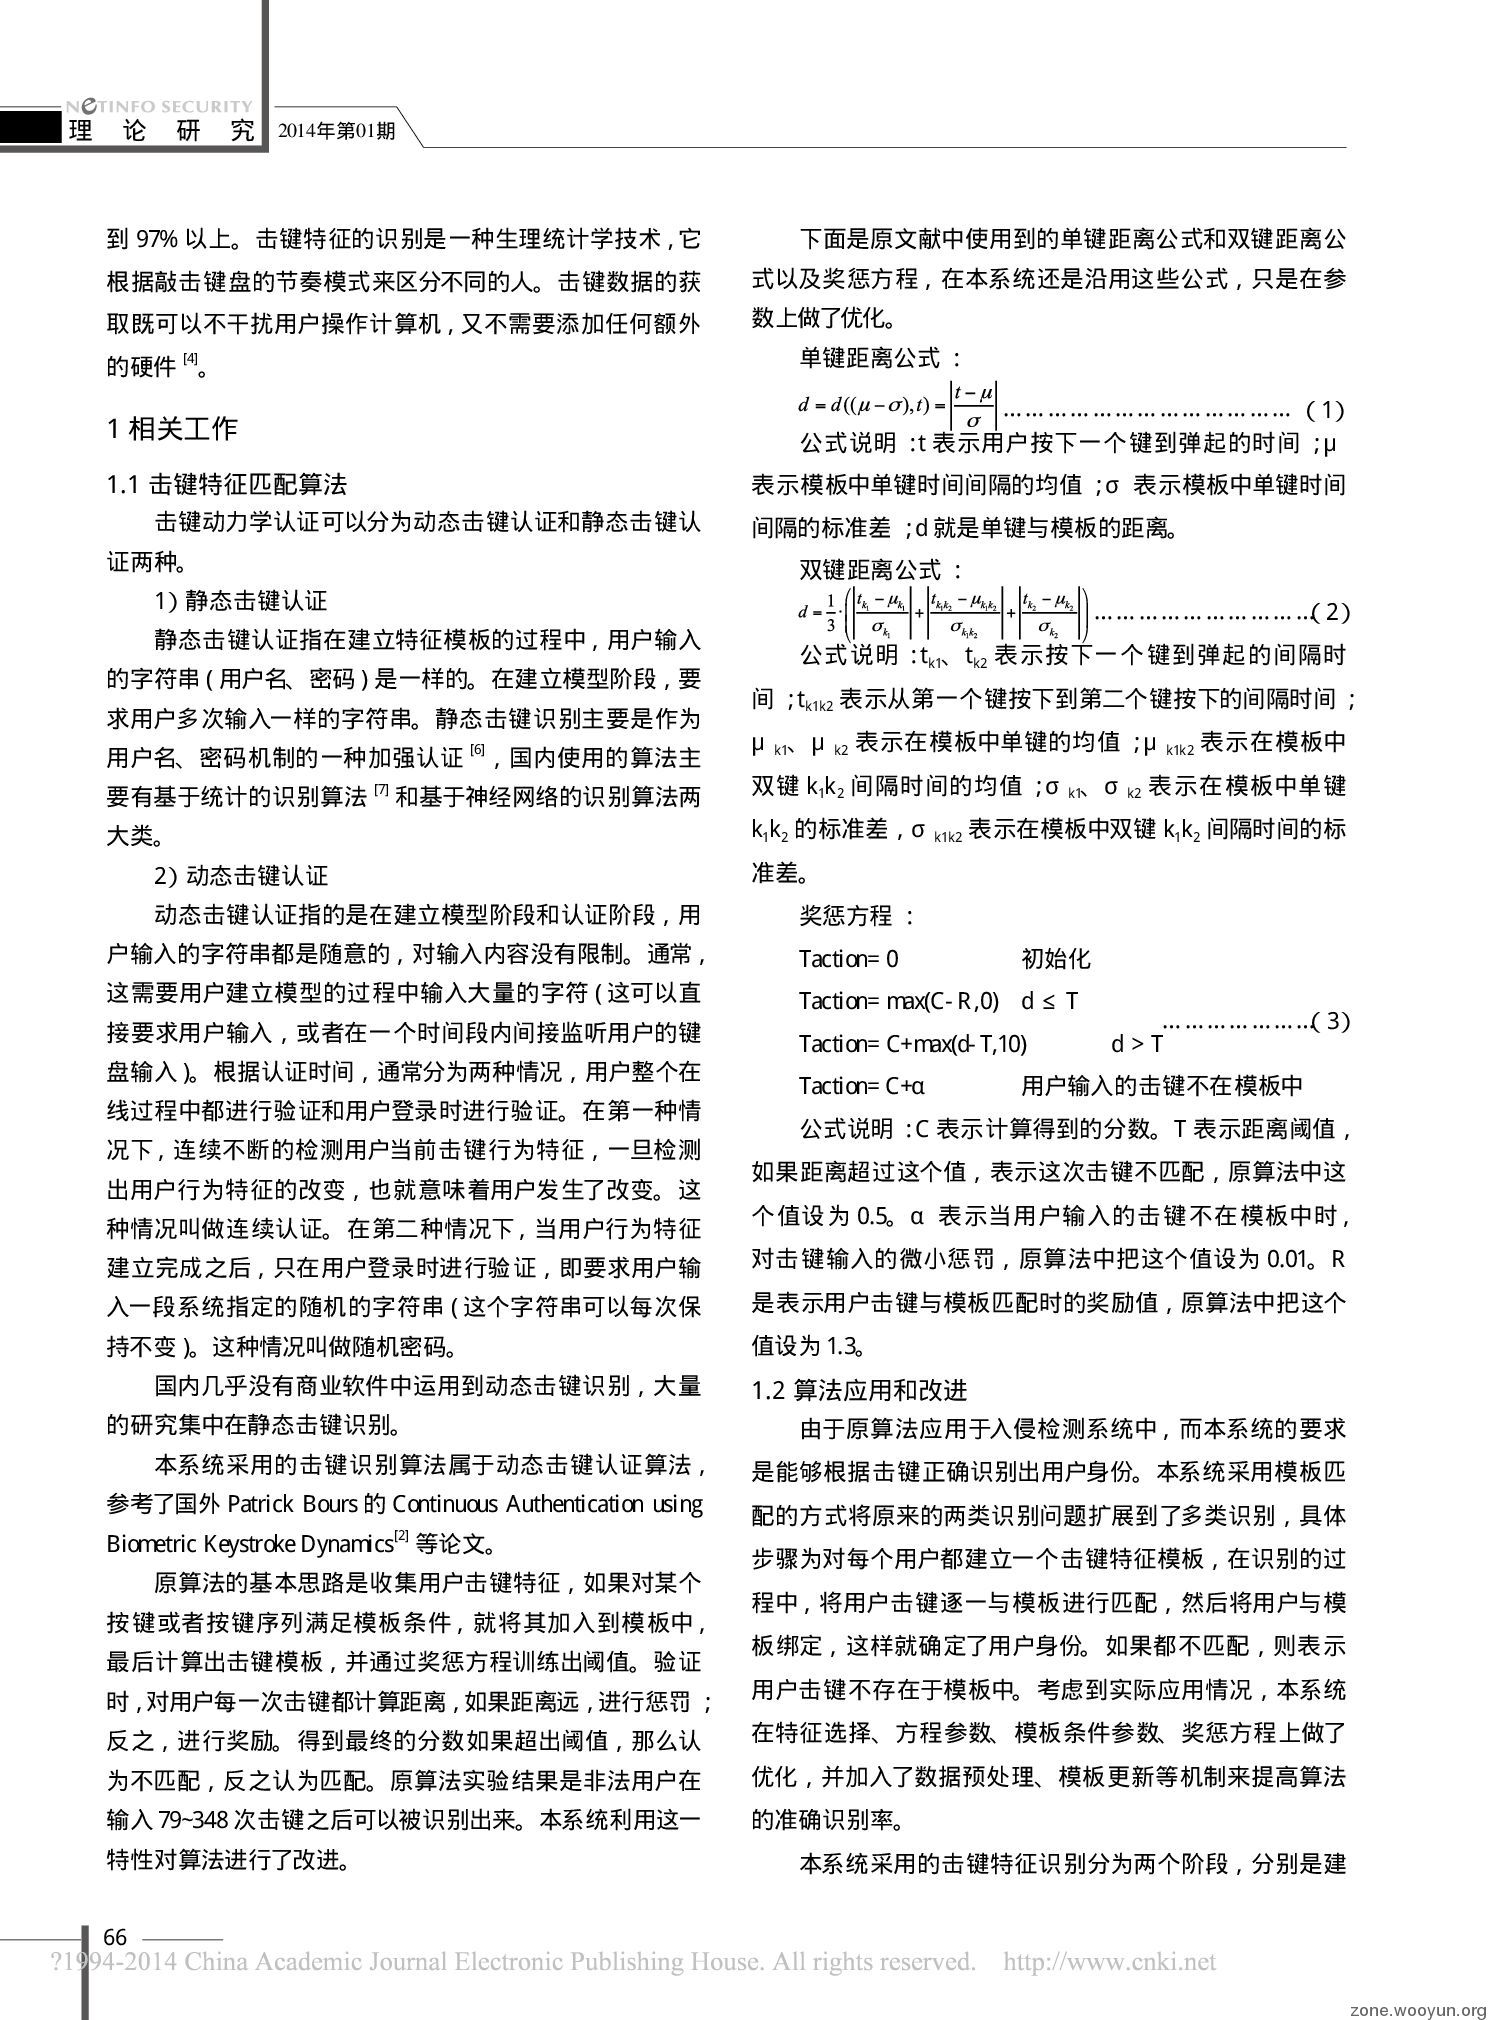 NeTINFO SECURITY
理 论 研 究
2014年第01期
到 97% 以上。击键特征的识别是一种生理统计学技术，它
根据敲击键盘的节奏模式来区分不同的人。击键数据的获
取既可以不干扰用户操作计算机，又不需要添加任何额外
的硬件 [4]。
1 相关工作
1.1 击键特征匹配算法
击键动力学认证可以分为动态击键认证和静态击键认
证两种。
1）静态击键认证
静态击键认证指在建立特征模板的过程中，用户输入
的字符串（用户名、密码）是一样的。在建立模型阶段，要
求用户多次输入一样的字符串。静态击键识别主要是作为
用户名、密码机制的一种加强认证 [6]，国内使用的算法主
要有基于统计的识别算法 [7] 和基于神经网络的识别算法两
大类。
2）动态击键认证
动态击键认证指的是在建立模型阶段和认证阶段，用
户输入的字符串都是随意的，对输入内容没有限制。通常，
这需要用户建立模型的过程中输入大量的字符（这可以直
接要求用户输入，或者在一个时间段内间接监听用户的键
盘输入）。根据认证时间，通常分为两种情况，用户整个在
线过程中都进行验证和用户登录时进行验证。在第一种情
况下，连续不断的检测用户当前击键行为特征，一旦检测
出用户行为特征的改变，也就意味着用户发生了改变。这
种情况叫做连续认证。在第二种情况下，当用户行为特征
建立完成之后，只在用户登录时进行验证，即要求用户输
入一段系统指定的随机的字符串（这个字符串可以每次保
持不变）。这种情况叫做随机密码。
国内几乎没有商业软件中运用到动态击键识别，大量
的研究集中在静态击键识别。
本系统采用的击键识别算法属于动态击键认证算法，
参考了国外 Patrick Bours 的 Continuous Authentication using
Biometric Keystroke Dynamics[2] 等论文。
原算法的基本思路是收集用户击键特征，如果对某个
按键或者按键序列满足模板条件，就将其加入到模板中，
最后计算出击键模板，并通过奖惩方程训练出阈值。验证
时，对用户每一次击键都计算距离，如果距离远，进行惩罚；
反之，进行奖励。得到最终的分数如果超出阈值，那么认
为不匹配，反之认为匹配。原算法实验结果是非法用户在
输入 79~348 次击键之后可以被识别出来。本系统利用这一
特性对算法进行了改进。
下面是原文献中使用到的单键距离公式和双键距离公
式以及奖惩方程，在本系统还是沿用这些公式，只是在参
数上做了优化。
单键距离公式：
d = d((μ − σ),t) = |(t − μ)/σ| ……………………………………（1）
公式说明：t 表示用户按下一个键到弹起的时间；μ
表示模板中单键时间间隔的均值；σ 表示模板中单键时间
间隔的标准差；d 就是单键与模板的距离。
双键距离公式：
d = 1/3·(|(t_k1 − μ_k1)/σ_k1| + |(t_k1k2 − μ_k1k2)/σ_k1k2| + |(t_k2 − μ_k2)/σ_k2|) …………………………（2）
公式说明：t_k1、t_k2 表示按下一个键到弹起的间隔时
间；t_k1k2 表示从第一个键按下到第二个键按下的间隔时间；
μ_k1、μ_k2 表示在模板中单键的均值；μ_k1k2 表示在模板中
双键 k1k2 间隔时间的均值；σ_k1、σ_k2 表示在模板中单键
k1k2 的标准差，σ_k1k2 表示在模板中双键 k1k2 间隔时间的标
准差。
奖惩方程：
Taction= 0 初始化
Taction= max(C- R,0) d ≤ T
…………………（3）
Taction= C+max(d- T,10) d > T
Taction= C+α 用户输入的击键不在模板中
公式说明：C 表示计算得到的分数。T 表示距离阈值，
如果距离超过这个值，表示这次击键不匹配，原算法中这
个值设为 0.5。α 表示当用户输入的击键不在模板中时，
对击键输入的微小惩罚，原算法中把这个值设为 0.01。R
是表示用户击键与模板匹配时的奖励值，原算法中把这个
值设为 1.3。
1.2 算法应用和改进
由于原算法应用于入侵检测系统中，而本系统的要求
是能够根据击键正确识别出用户身份。本系统采用模板匹
配的方式将原来的两类识别问题扩展到了多类识别，具体
步骤为对每个用户都建立一个击键特征模板，在识别的过
程中，将用户击键逐一与模板进行匹配，然后将用户与模
板绑定，这样就确定了用户身份。如果都不匹配，则表示
用户击键不存在于模板中。考虑到实际应用情况，本系统
在特征选择、方程参数、模板条件参数、奖惩方程上做了
优化，并加入了数据预处理、模板更新等机制来提高算法
的准确识别率。
本系统采用的击键特征识别分为两个阶段，分别是建
66
?1994-2014 China Academic Journal Electronic Publishing House. All rights reserved. http://www.cnki.net
zone.wooyun.org